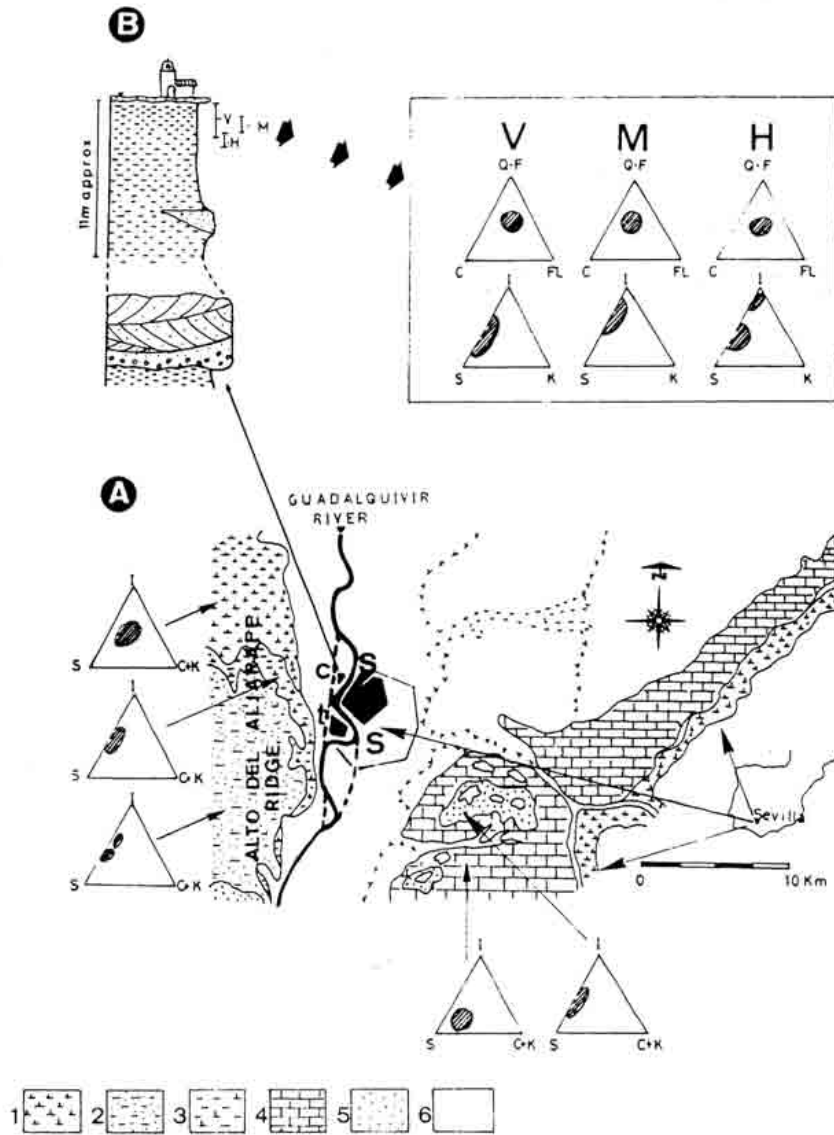 B
11m approx
V
M
H
V M H
Q-F Q-F Q-F
C FL C FL C FL
I I I
S K S K S K
A
GUADALQUIVIR
RIVER
N
I
S C+K
I
S C+K
I
S C+K
ALTO DEL ALJARAFE
RIDGE
C
S
S
Sevilla
0 10 Km
I I
S C+K S C+K
1 2 3 4 5 6